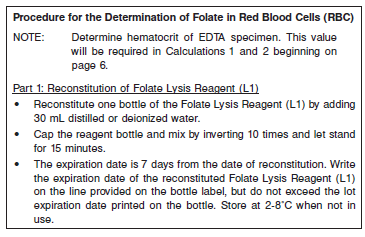 Procedure for the Determination of Folate in Red Blood Cells (RBC)
NOTE: Determine hematocrit of EDTA specimen. This value
will be required in Calculations 1 and 2 beginning on
page 6.
Part 1: Reconstitution of Folate Lysis Reagent (L1)
• Reconstitute one bottle of the Folate Lysis Reagent (L1) by adding
30 mL distilled or deionized water.
• Cap the reagent bottle and mix by inverting 10 times and let stand
for 15 minutes.
• The expiration date is 7 days from the date of reconstitution. Write
the expiration date of the reconstituted Folate Lysis Reagent (L1)
on the line provided on the bottle label, but do not exceed the lot
expiration date printed on the bottle. Store at 2-8˚C when not in
use.